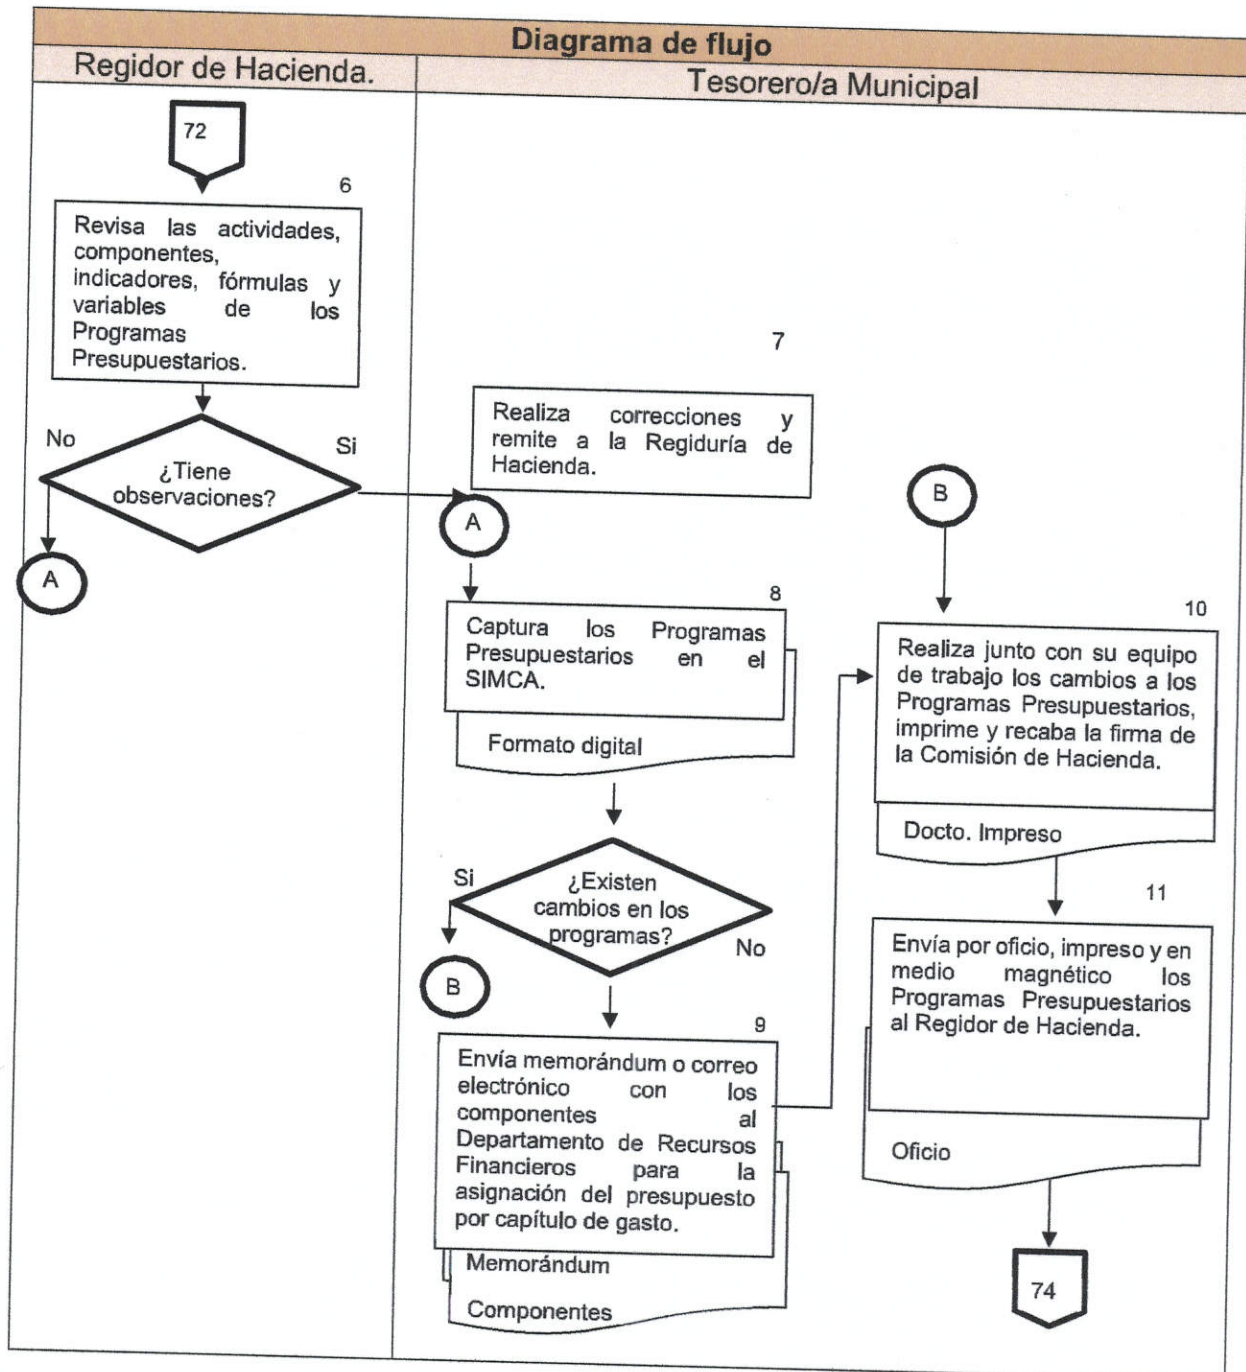 Diagrama de flujo
Regidor de Hacienda.
Tesorero/a Municipal
72
6
Revisa las actividades,
componentes,
indicadores, fórmulas y
variables de los
Programas
Presupuestarios.
No
Si
¿Tiene
observaciones?
A
7
Realiza correcciones y
remite a la Regiduría de
Hacienda.
A
8
Captura los Programas
Presupuestarios en el
SIMCA.
Formato digital
Si
¿Existen
cambios en los
programas?
No
B
9
Envía memorándum o correo
electrónico con los
componentes al
Departamento de Recursos
Financieros para la
asignación del presupuesto
por capítulo de gasto.
Memorándum
Componentes
B
10
Realiza junto con su equipo
de trabajo los cambios a los
Programas Presupuestarios,
imprime y recaba la firma de
la Comisión de Hacienda.
Docto. Impreso
11
Envía por oficio, impreso y en
medio magnético los
Programas Presupuestarios
al Regidor de Hacienda.
Oficio
74